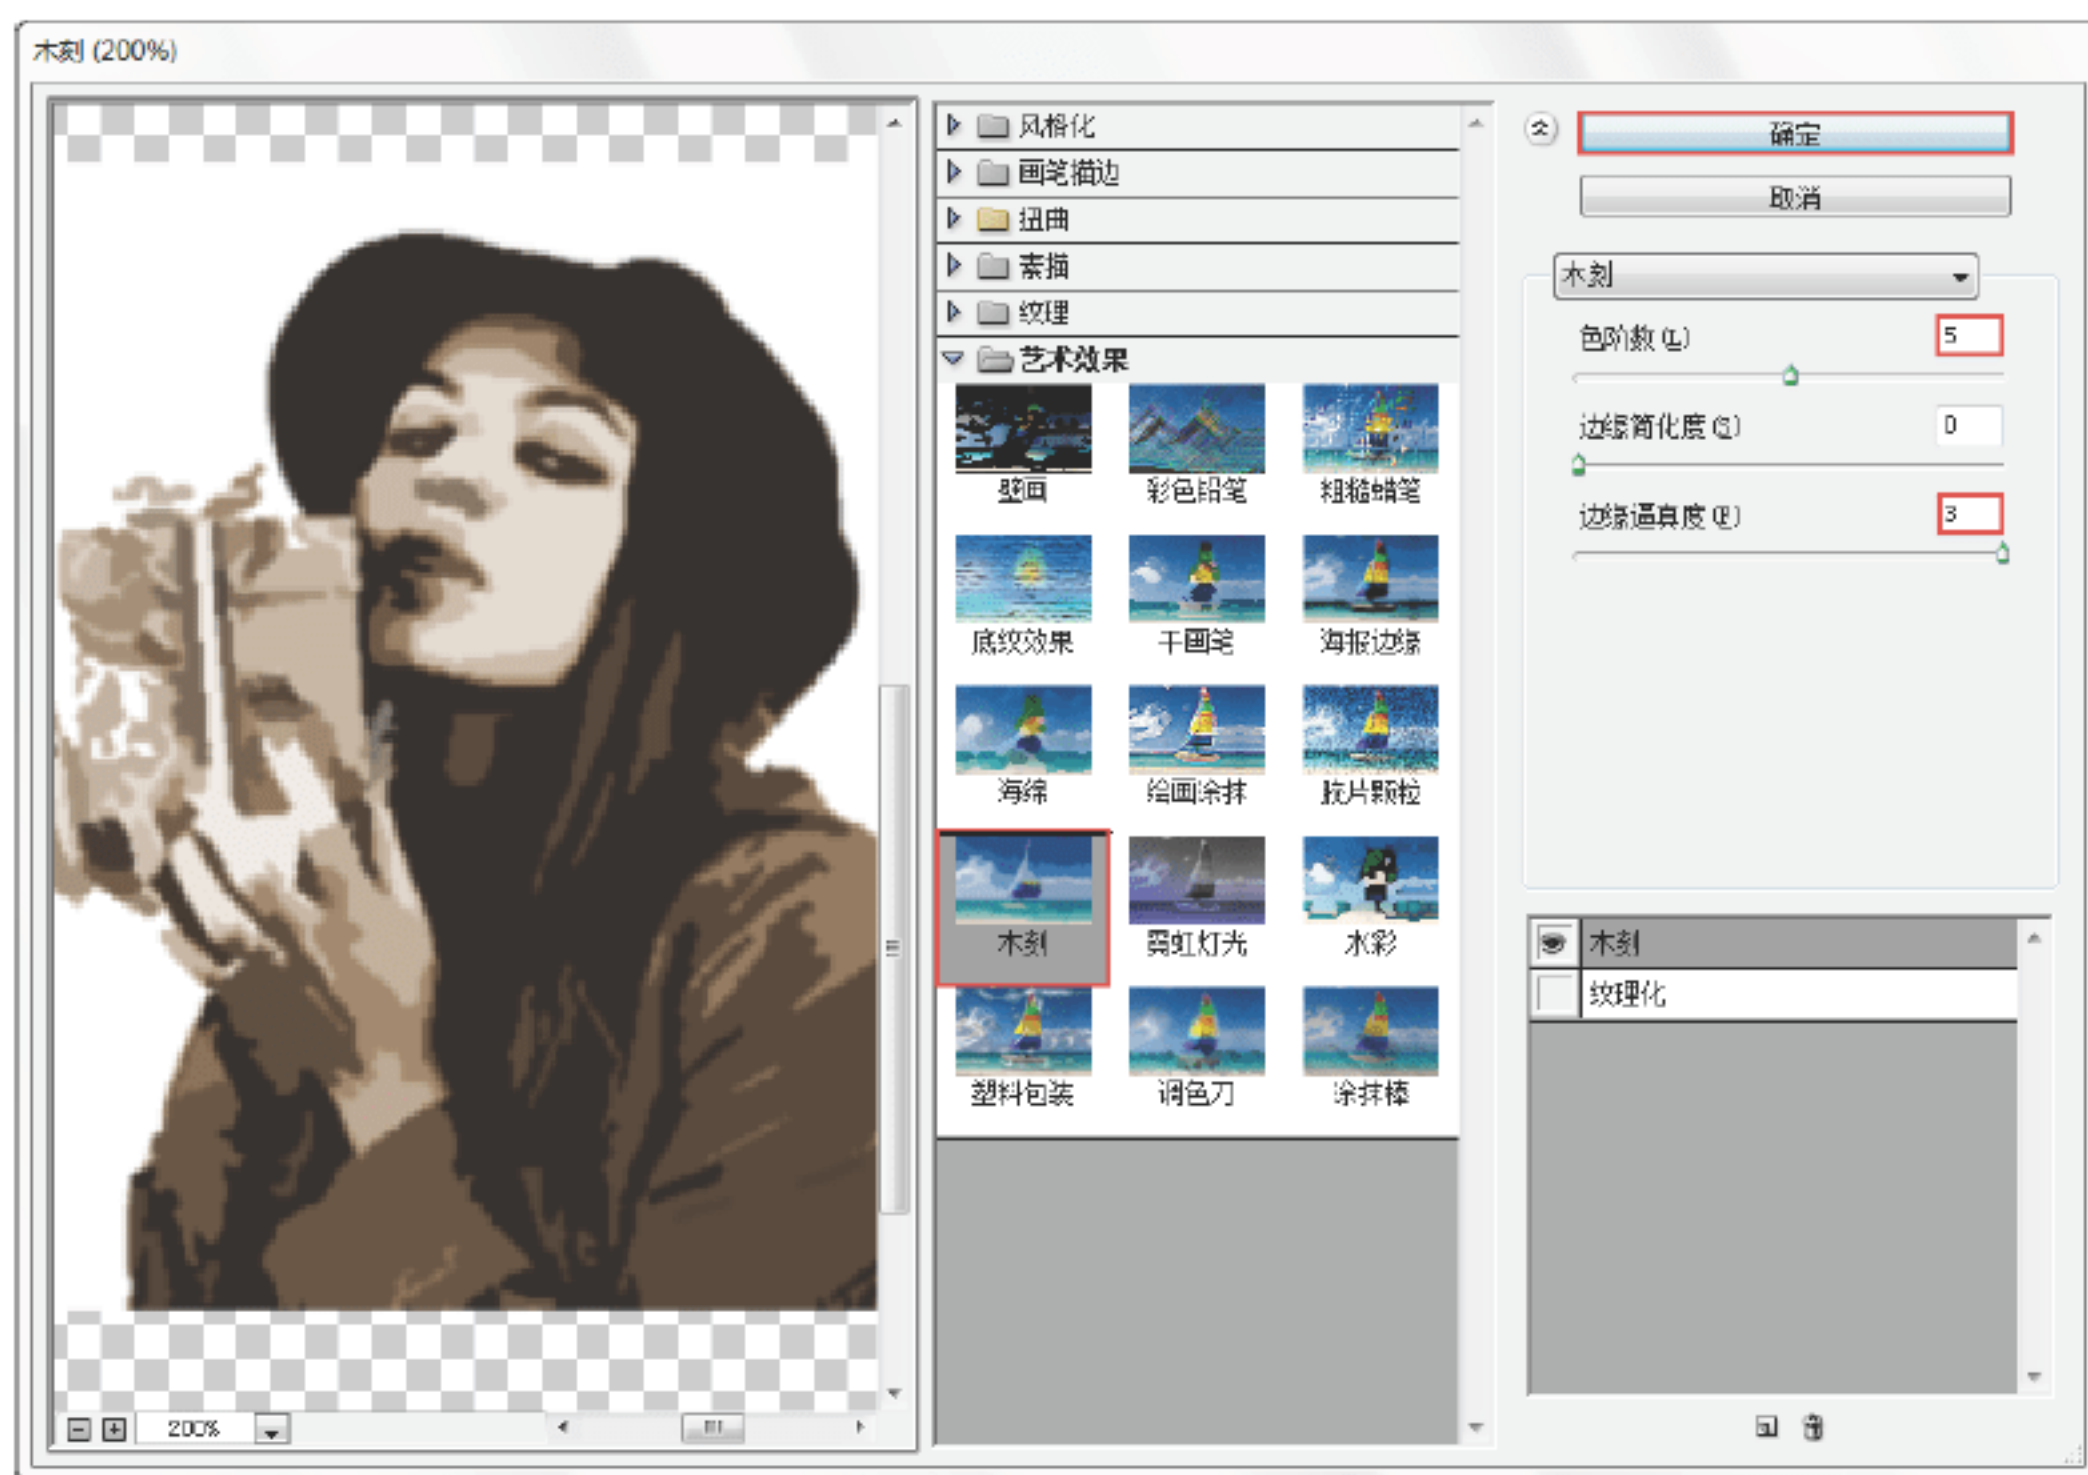 木刻 (200%)
风格化
画笔描边
扭曲
素描
纹理
艺术效果
壁画 彩色铅笔 粗糙蜡笔
底纹效果 干画笔 海报边缘
海绵 绘画涂抹 胶片颗粒
木刻 霓虹灯光 水彩
塑料包装 调色刀 涂抹棒
200%
确定
取消
木刻
色阶数(L) 5
边缘简化度(S) 0
边缘逼真度(F) 3
木刻
纹理化